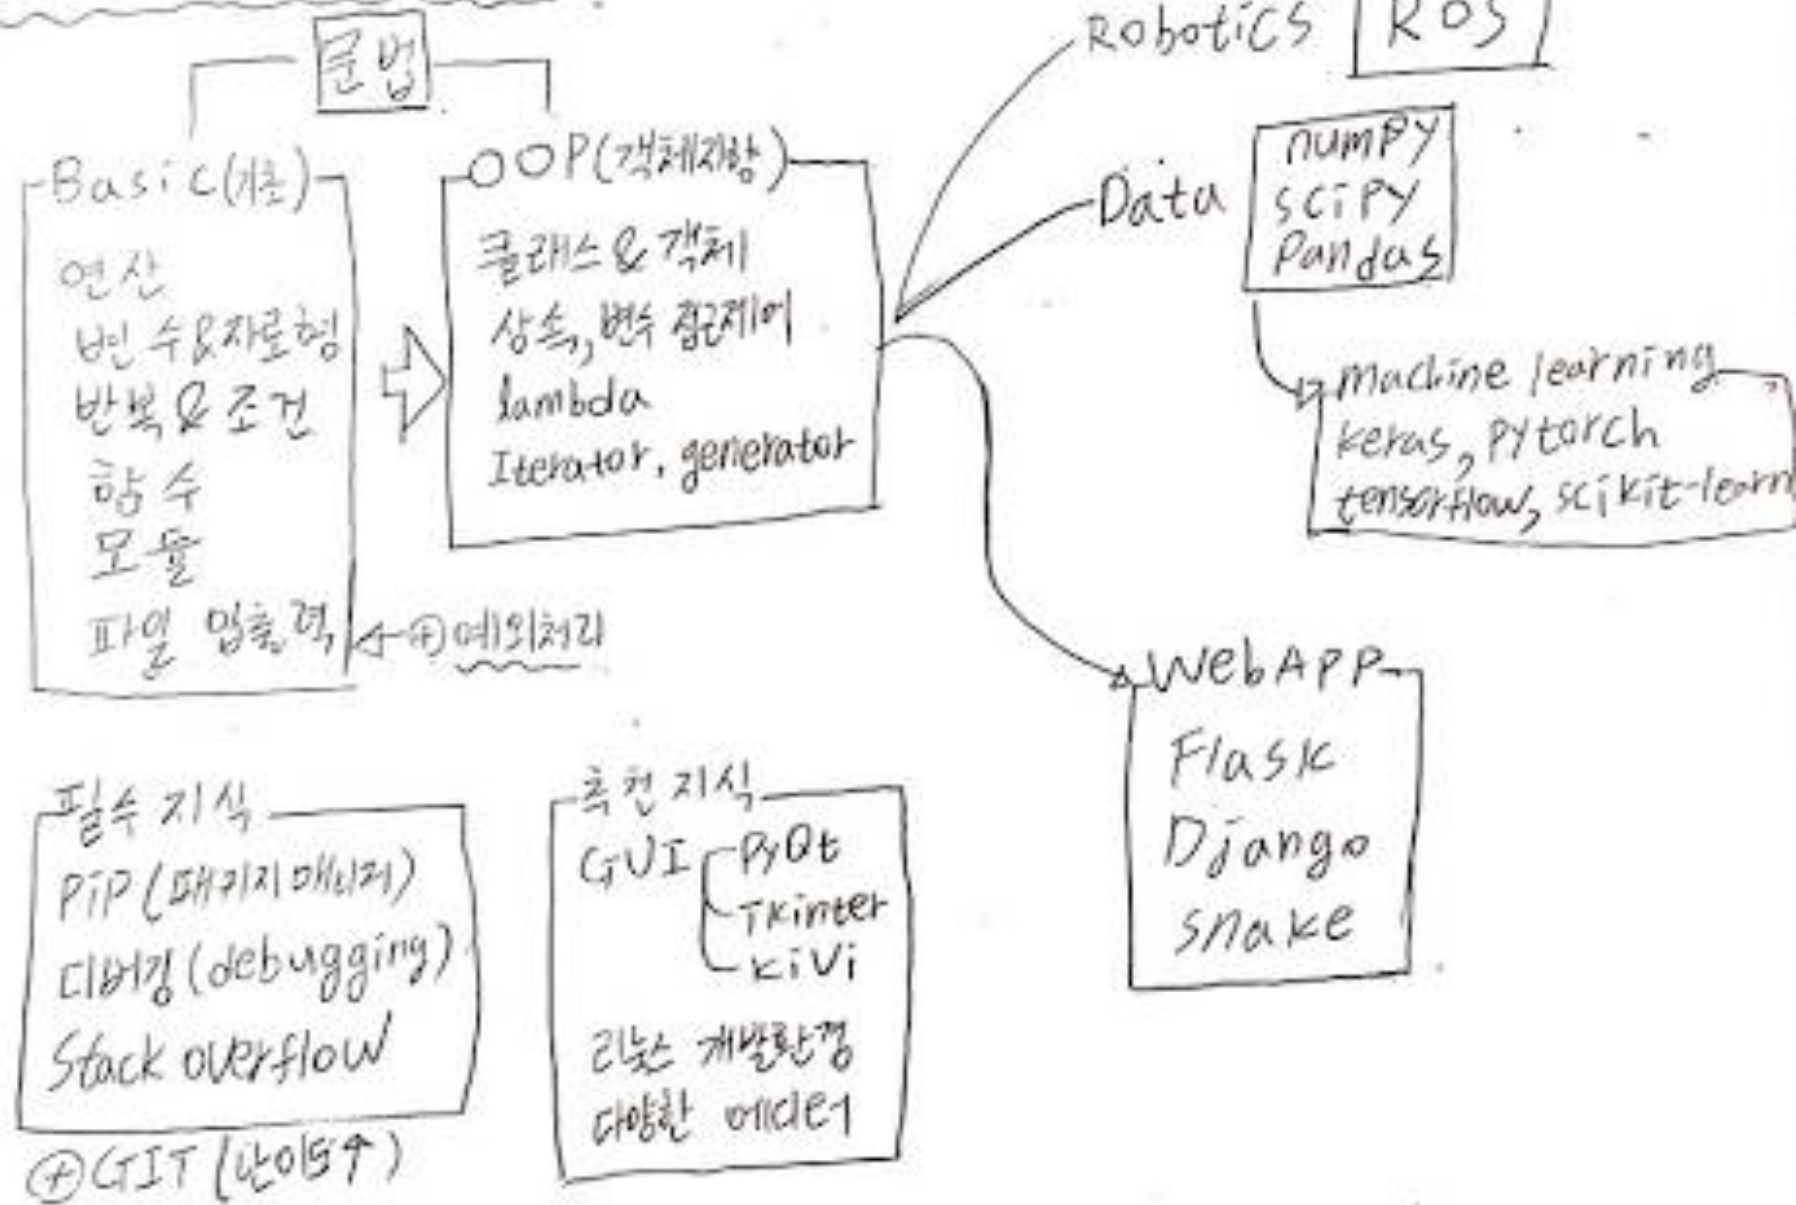 문법
Basic(기초)
연산
변수&자료형
반복&조건
함수
모듈
파일 입출력
⊕예외처리
OOP(객체지향)
클래스&객체
상속, 변수 접근제어
lambda
Iterator, generator
Robotics
ROS
Data
numpy
scipy
Pandas
machine learning
keras, pytorch
tensorflow, scikit-learn
WebApp
Flask
Django
snake
필수 지식
PiP(패키지 매니저)
디버깅(debugging)
Stack overflow
⊕GIT(난이도↑)
추천 지식
GUI
PyQt
Tkinter
kiVi
리눅스 개발환경
다양한 에디터